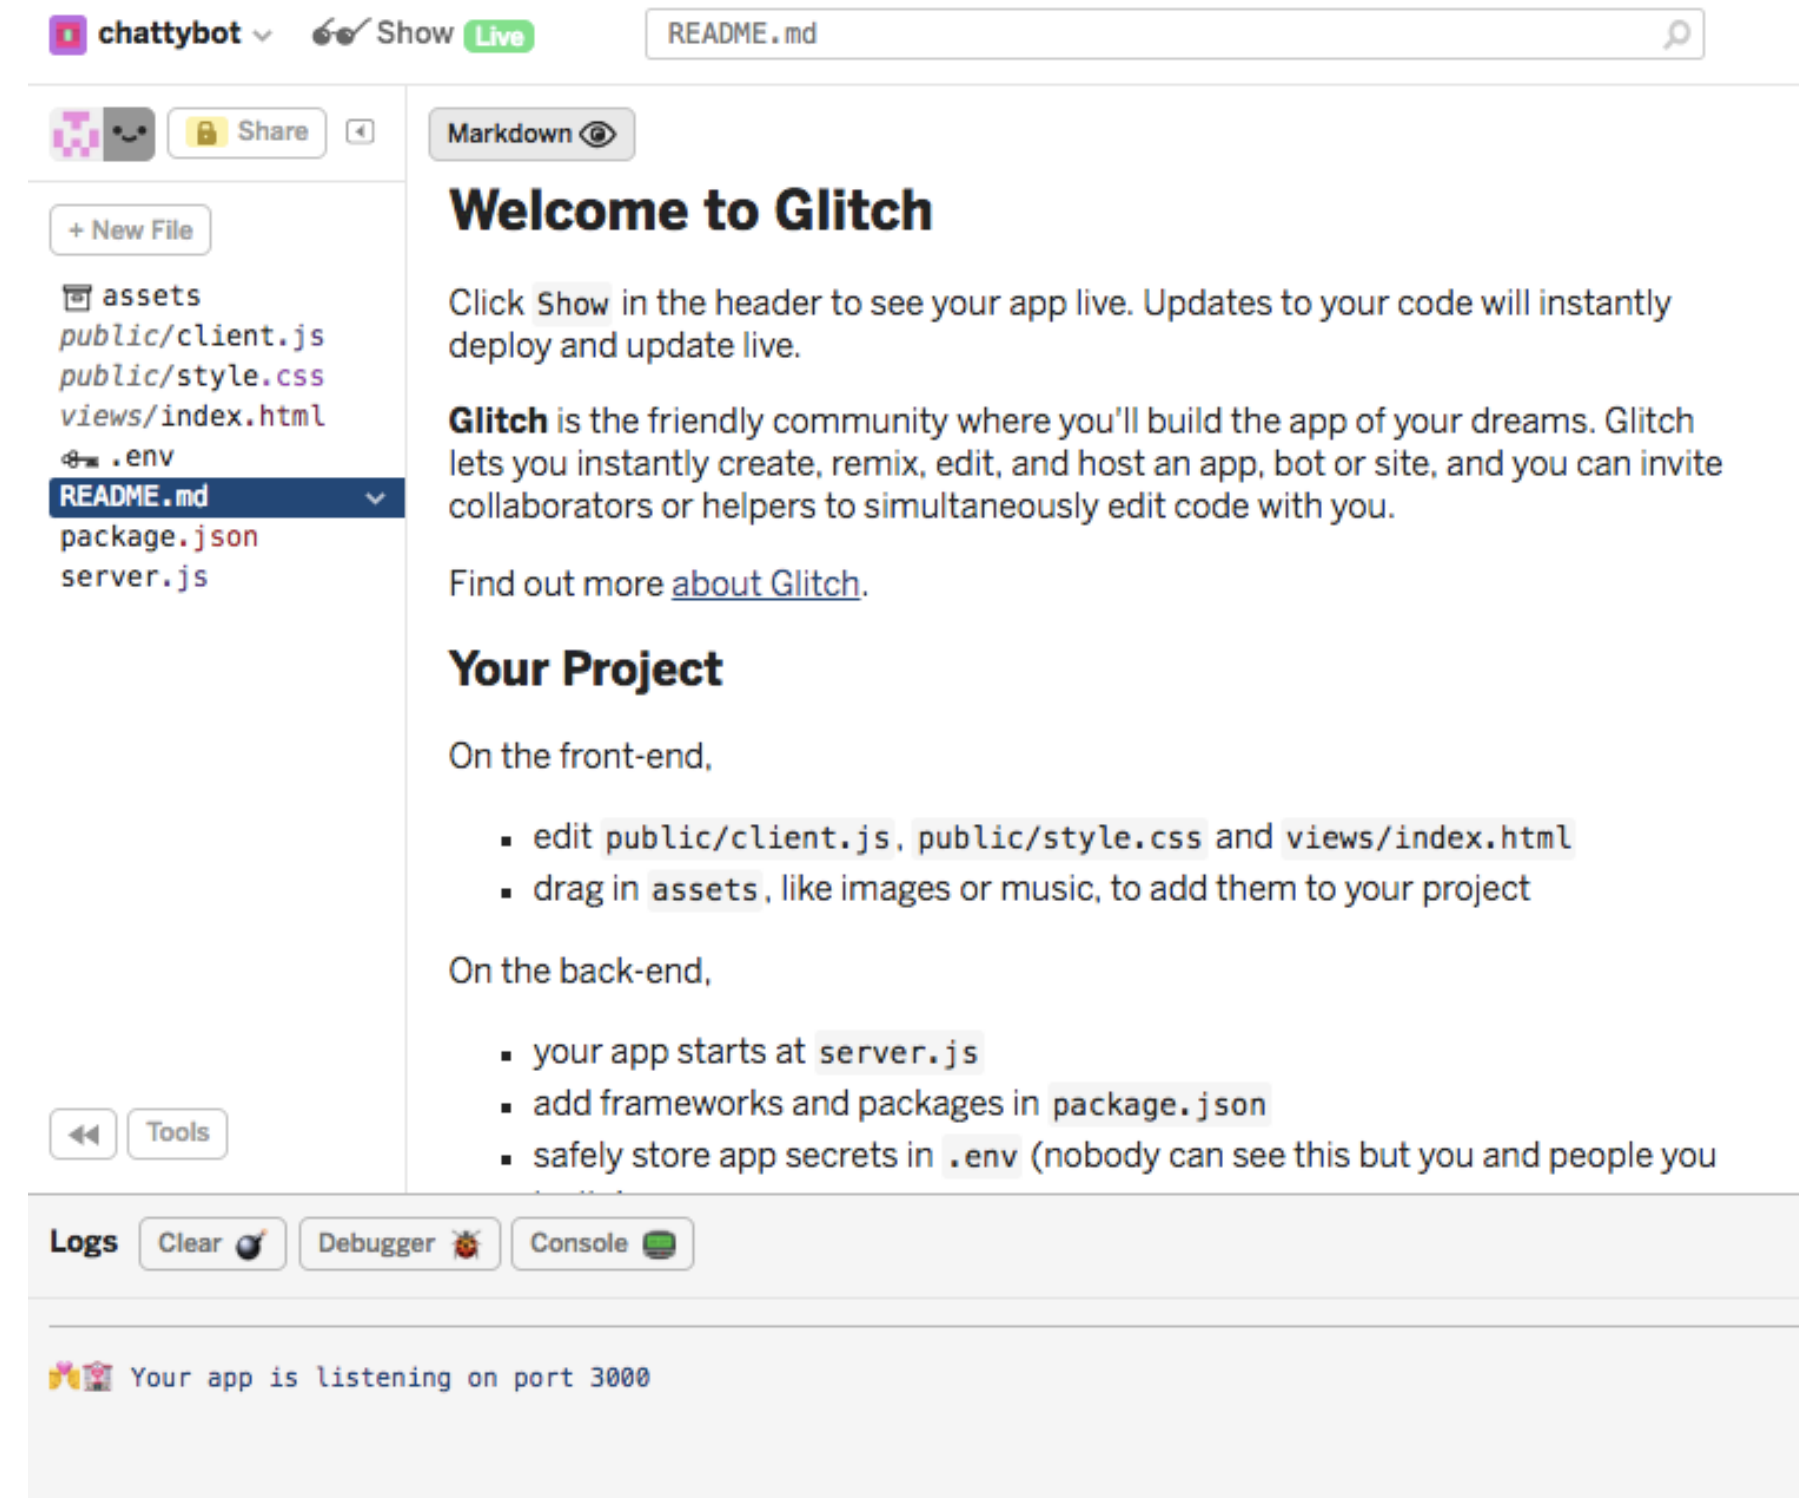 chattybot Show Live README.md
Share
Markdown
+ New File
assets
public/client.js
public/style.css
views/index.html
.env
README.md
package.json
server.js
Welcome to Glitch
Click Show in the header to see your app live. Updates to your code will instantly
deploy and update live.
Glitch is the friendly community where you'll build the app of your dreams. Glitch
lets you instantly create, remix, edit, and host an app, bot or site, and you can invite
collaborators or helpers to simultaneously edit code with you.
Find out more about Glitch.
Your Project
On the front-end,
▪ edit public/client.js, public/style.css and views/index.html
▪ drag in assets, like images or music, to add them to your project
On the back-end,
▪ your app starts at server.js
▪ add frameworks and packages in package.json
▪ safely store app secrets in .env (nobody can see this but you and people you
Tools
Logs Clear Debugger Console
Your app is listening on port 3000